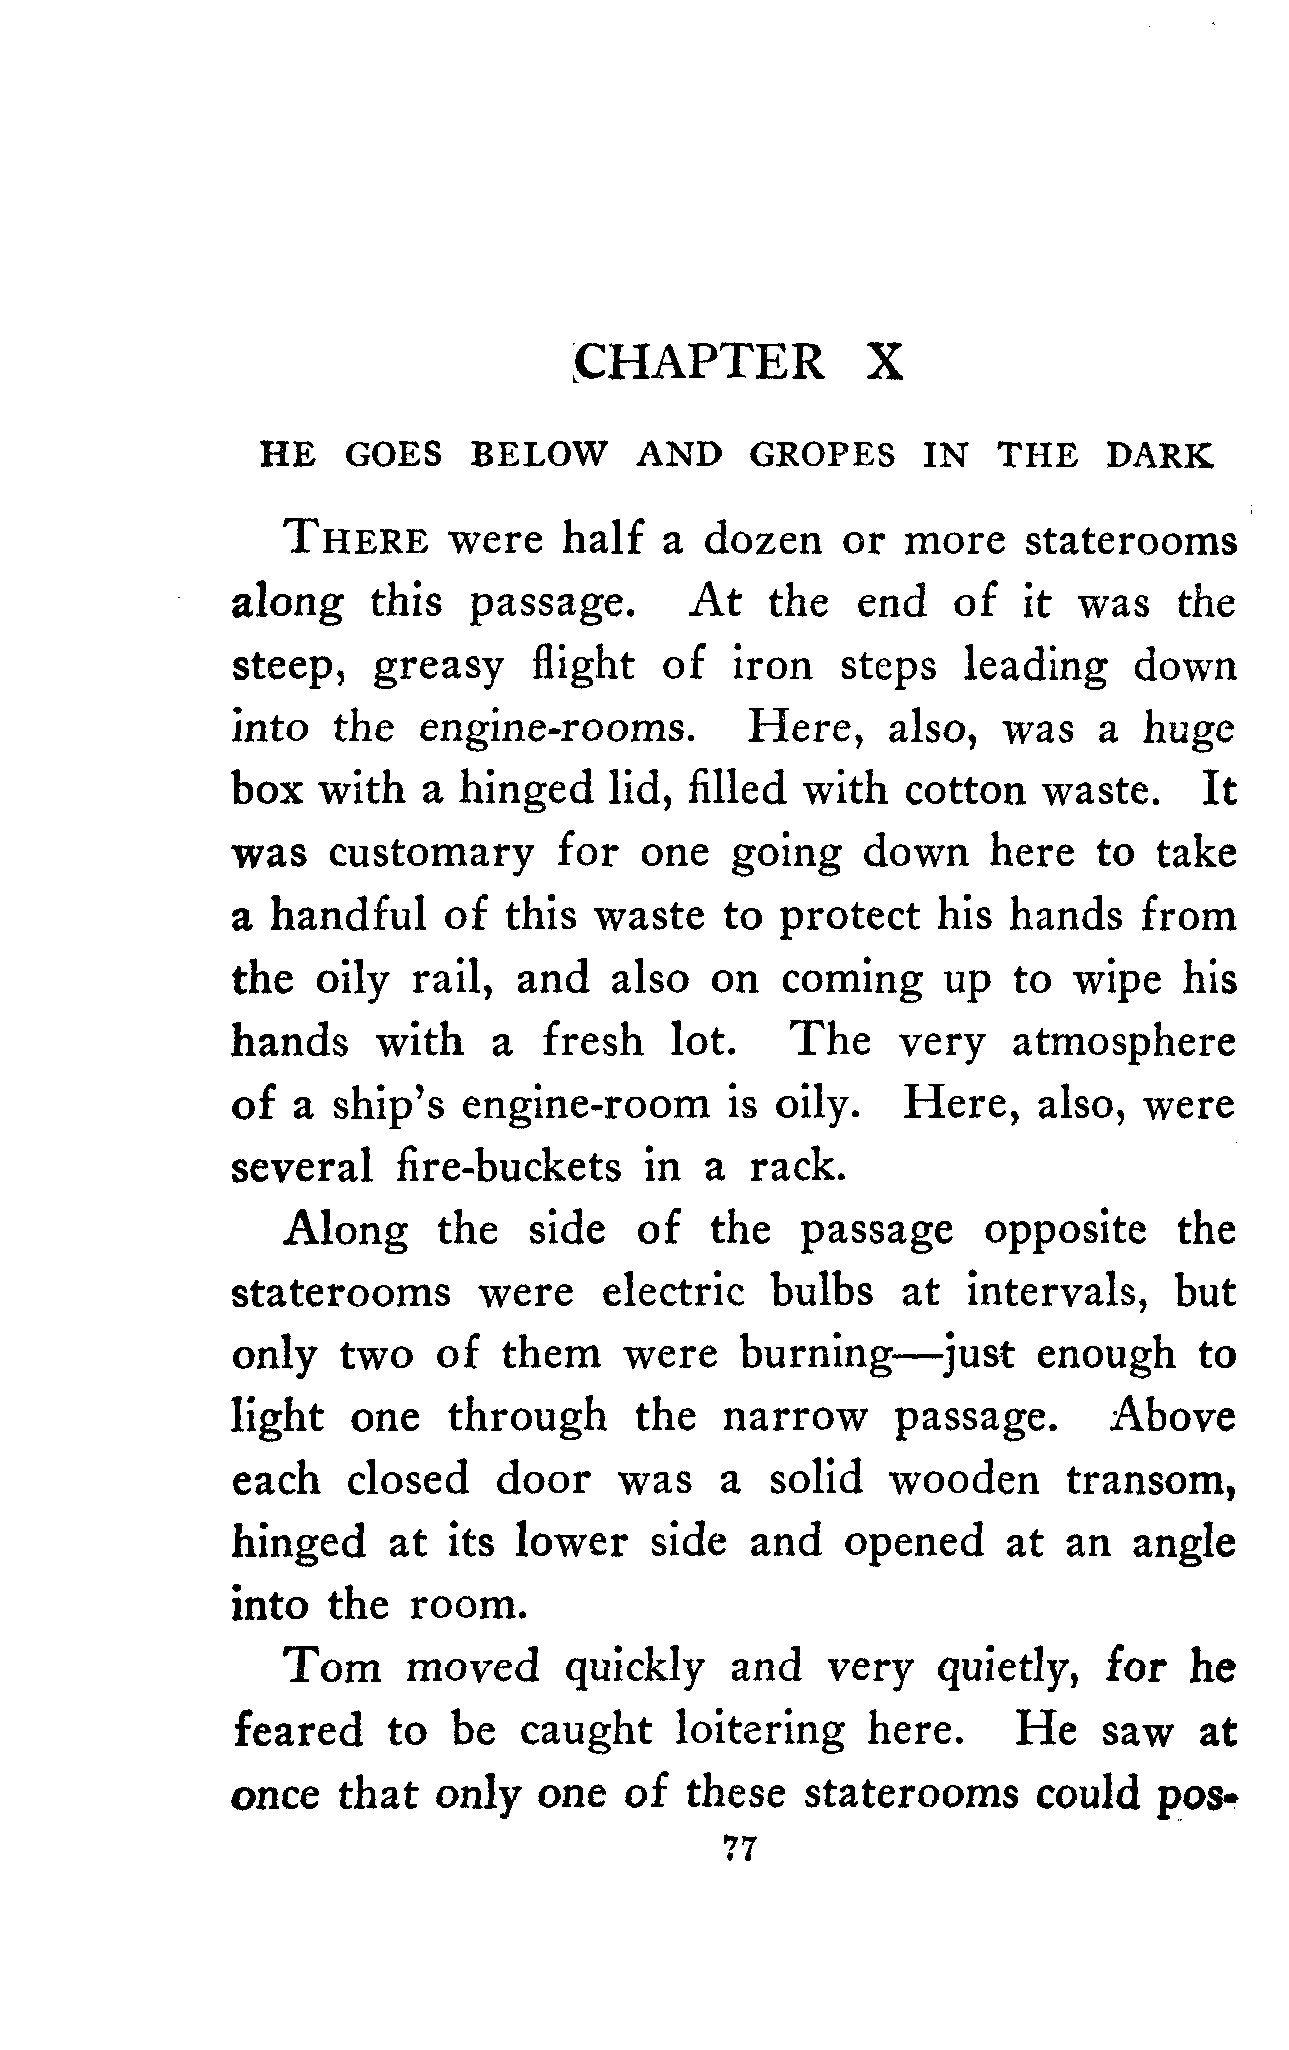 CHAPTER X
HE GOES BELOW AND GROPES IN THE DARK
THERE were half a dozen or more staterooms
along this passage. At the end of it was the
steep, greasy flight of iron steps leading down
into the engine-rooms. Here, also, was a huge
box with a hinged lid, filled with cotton waste. It
was customary for one going down here to take
a handful of this waste to protect his hands from
the oily rail, and also on coming up to wipe his
hands with a fresh lot. The very atmosphere
of a ship's engine-room is oily. Here, also, were
several fire-buckets in a rack.
Along the side of the passage opposite the
staterooms were electric bulbs at intervals, but
only two of them were burning—just enough to
light one through the narrow passage. Above
each closed door was a solid wooden transom,
hinged at its lower side and opened at an angle
into the room.
Tom moved quickly and very quietly, for he
feared to be caught loitering here. He saw at
once that only one of these staterooms could pos-
77